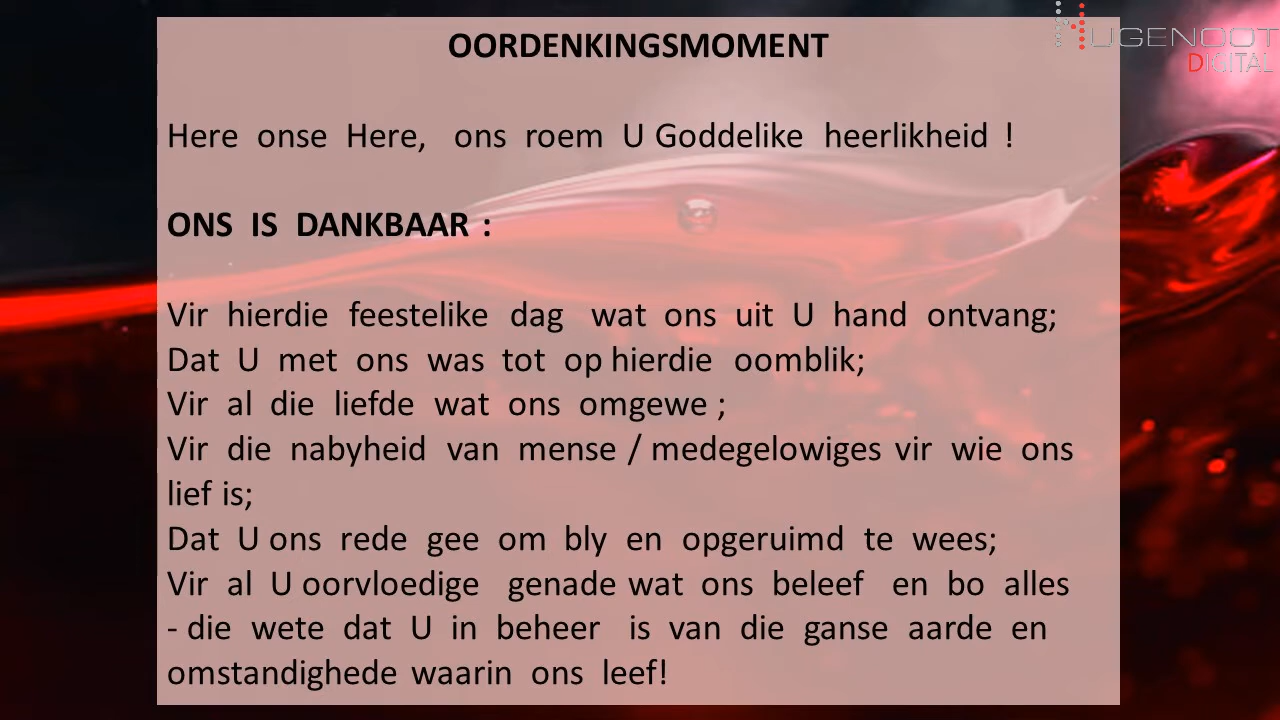 HUGENOOT
DIGITAL
OORDENKINGSMOMENT
Here onse Here, ons roem U Goddelike heerlikheid !
ONS IS DANKBAAR :
Vir hierdie feestelike dag wat ons uit U hand ontvang;
Dat U met ons was tot op hierdie oomblik;
Vir al die liefde wat ons omgewe ;
Vir die nabyheid van mense / medegelowiges vir wie ons
lief is;
Dat U ons rede gee om bly en opgeruimd te wees;
Vir al U oorvloedige genade wat ons beleef en bo alles
- die wete dat U in beheer is van die ganse aarde en
omstandighede waarin ons leef!